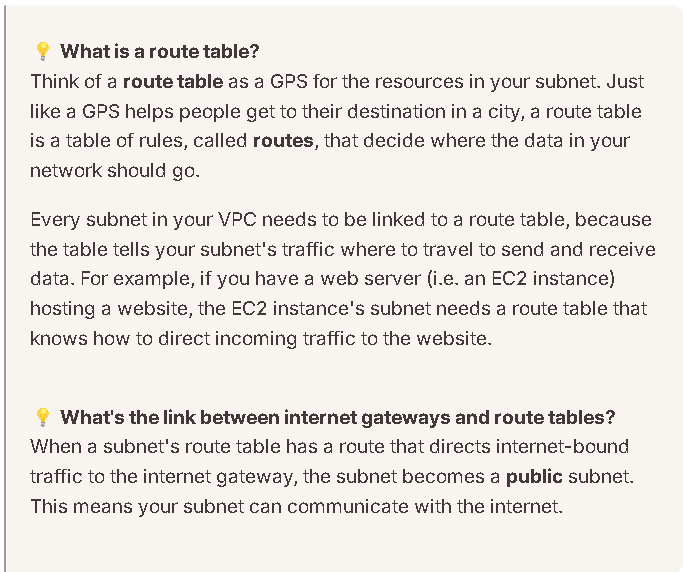 💡 What is a route table?
Think of a route table as a GPS for the resources in your subnet. Just
like a GPS helps people get to their destination in a city, a route table
is a table of rules, called routes, that decide where the data in your
network should go.
Every subnet in your VPC needs to be linked to a route table, because
the table tells your subnet's traffic where to travel to send and receive
data. For example, if you have a web server (i.e. an EC2 instance)
hosting a website, the EC2 instance's subnet needs a route table that
knows how to direct incoming traffic to the website.
💡 What's the link between internet gateways and route tables?
When a subnet's route table has a route that directs internet-bound
traffic to the internet gateway, the subnet becomes a public subnet.
This means your subnet can communicate with the internet.